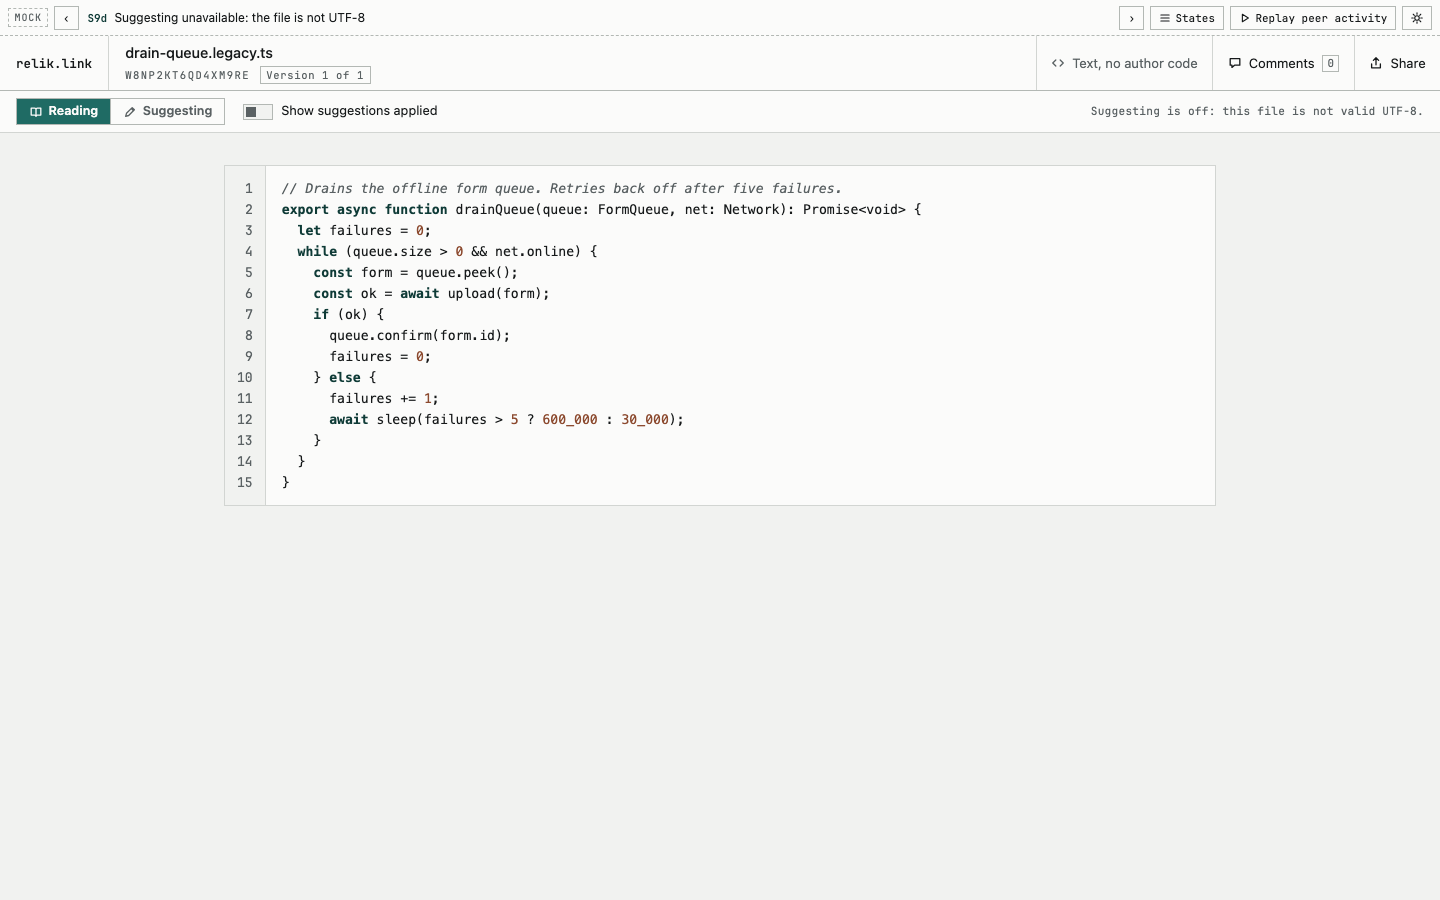 MOCK ‹ S9d Suggesting unavailable: the file is not UTF-8 › States Replay peer activity
relik.link drain-queue.legacy.ts Text, no author code Comments 0 Share
W8NP2KT6QD4XM9RE Version 1 of 1
Reading Suggesting Show suggestions applied Suggesting is off: this file is not valid UTF-8.
1 // Drains the offline form queue. Retries back off after five failures.
2 export async function drainQueue(queue: FormQueue, net: Network): Promise<void> {
3 let failures = 0;
4 while (queue.size > 0 && net.online) {
5 const form = queue.peek();
6 const ok = await upload(form);
7 if (ok) {
8 queue.confirm(form.id);
9 failures = 0;
10 } else {
11 failures += 1;
12 await sleep(failures > 5 ? 600_000 : 30_000);
13 }
14 }
15 }